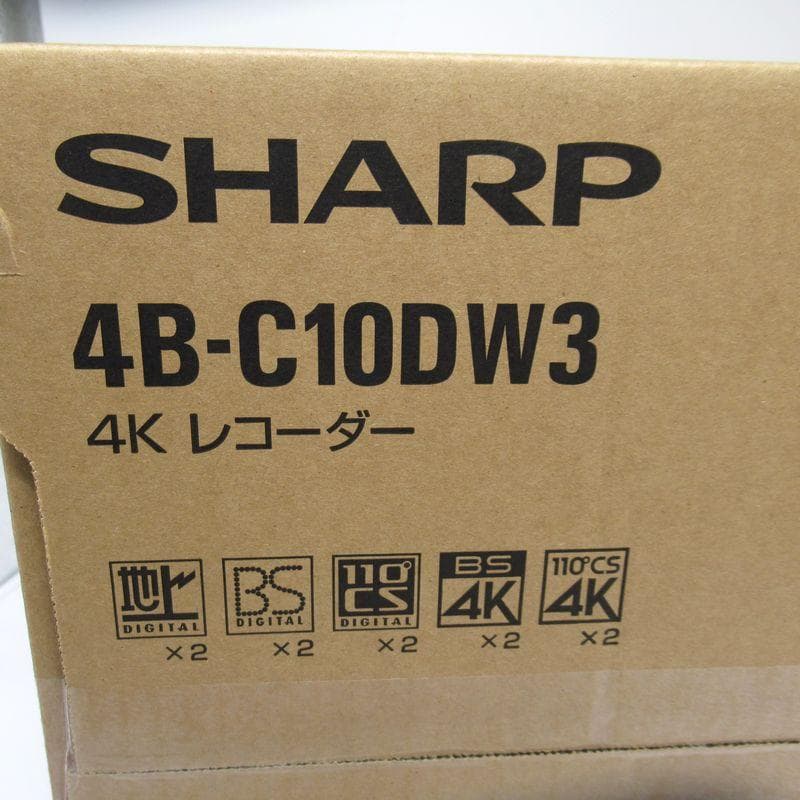 SHARP
4B-C10DW3
4K レコーダー
地上 DIGITAL ×2
BS DIGITAL ×2
110°CS DIGITAL ×2
BS 4K ×2
110°CS 4K ×2